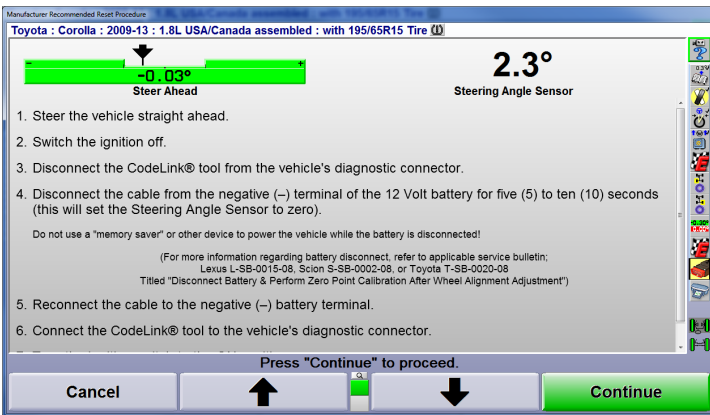 Manufacturer Recommended Reset Procedure
Toyota : Corolla : 2009-13 : 1.8L USA/Canada assembled : with 195/65R15 Tire
- +
-0.03°
Steer Ahead
2.3°
Steering Angle Sensor
1. Steer the vehicle straight ahead.
2. Switch the ignition off.
3. Disconnect the CodeLink® tool from the vehicle's diagnostic connector.
4. Disconnect the cable from the negative (–) terminal of the 12 Volt battery for five (5) to ten (10) seconds
(this will set the Steering Angle Sensor to zero).
Do not use a "memory saver" or other device to power the vehicle while the battery is disconnected!
(For more information regarding battery disconnect, refer to applicable service bulletin;
Lexus L-SB-0015-08, Scion S-SB-0002-08, or Toyota T-SB-0020-08
Titled "Disconnect Battery & Perform Zero Point Calibration After Wheel Alignment Adjustment")
5. Reconnect the cable to the negative (–) battery terminal.
6. Connect the CodeLink® tool to the vehicle's diagnostic connector.
Press "Continue" to proceed.
Cancel
Continue